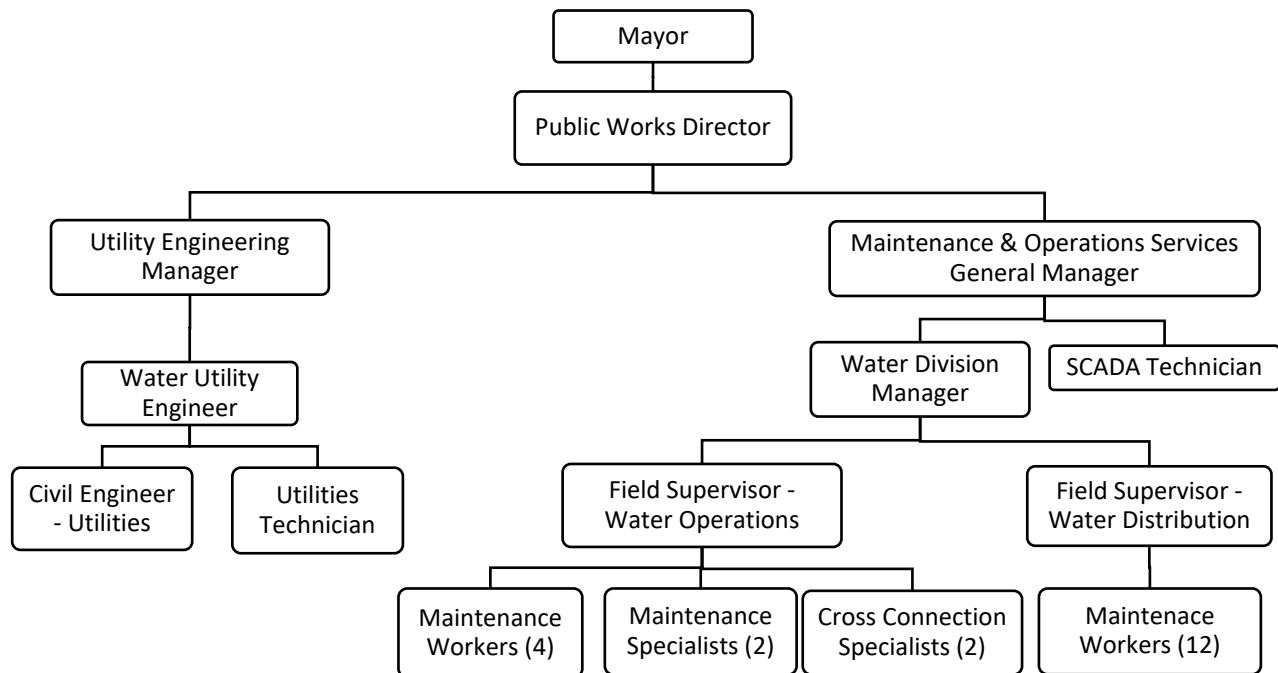 Mayor
Public Works Director
Utility Engineering
Manager
Maintenance & Operations Services
General Manager
Water Utility
Engineer
Water Division
Manager
SCADA Technician
Civil Engineer
- Utilities
Utilities
Technician
Field Supervisor -
Water Operations
Field Supervisor -
Water Distribution
Maintenance
Workers (4)
Maintenance
Specialists (2)
Cross Connection
Specialists (2)
Maintenace
Workers (12)